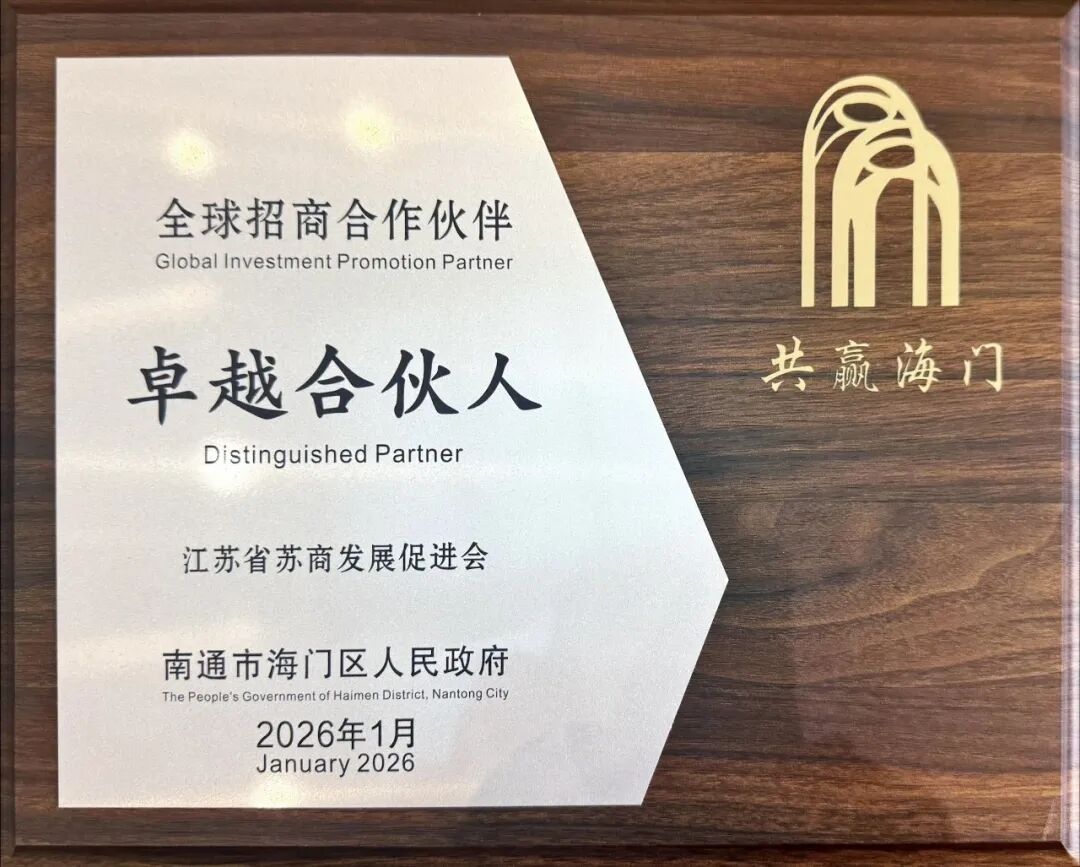 全球招商合作伙伴
Global Investment Promotion Partner
卓越合伙人
Distinguished Partner
江苏省苏商发展促进会
南通市海门区人民政府
The People's Government of Haimen District, Nantong City
2026年1月
January 2026
共赢海门